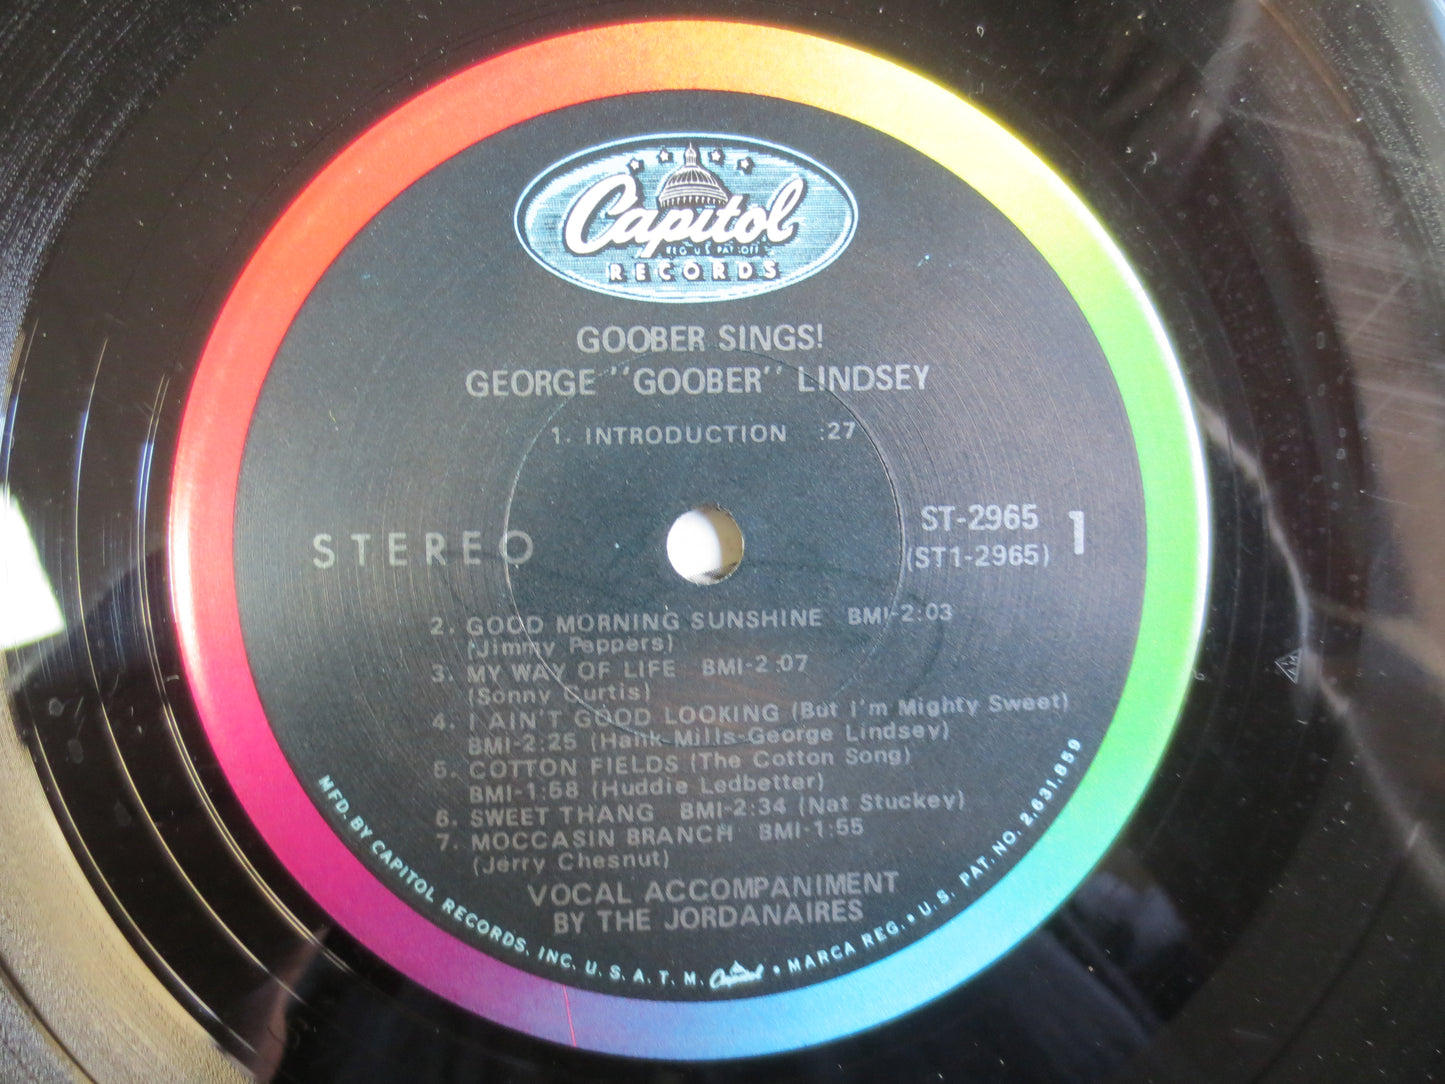 Capitol
REG. U.S. PAT. OFF.
RECORDS
GOOBER SINGS!
GEORGE "GOOBER" LINDSEY
1. INTRODUCTION :27
STEREO
ST-2965
(ST1-2965)
1
2. GOOD MORNING SUNSHINE BMI-2:03
(Jimmy Peppers)
3. MY WAY OF LIFE BMI-2:07
(Sonny Curtis)
4. I AIN'T GOOD LOOKING (But I'm Mighty Sweet)
BMI-2:25 (Hank Mills-George Lindsey)
5. COTTON FIELDS (The Cotton Song)
BMI-1:58 (Huddie Ledbetter)
6. SWEET THANG BMI-2:34 (Nat Stuckey)
7. MOCCASIN BRANCH BMI-1:55
(Jerry Chesnut)
VOCAL ACCOMPANIMENT
BY THE JORDANAIRES
MFD. BY CAPITOL RECORDS, INC. U.S.A. T.M. Capitol • MARCA REG. • U.S. PAT. NO. 2,631,859